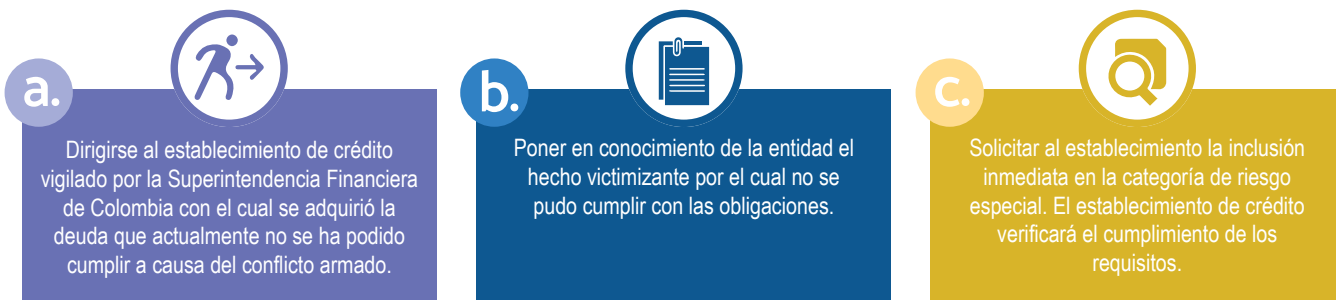 a.
Dirigirse al establecimiento de crédito
vigilado por la Superintendencia Financiera
de Colombia con el cual se adquirió la
deuda que actualmente no se ha podido
cumplir a causa del conflicto armado.
b.
Poner en conocimiento de la entidad el
hecho victimizante por el cual no se
pudo cumplir con las obligaciones.
c.
Solicitar al establecimiento la inclusión
inmediata en la categoría de riesgo
especial. El establecimiento de crédito
verificará el cumplimiento de los
requisitos.